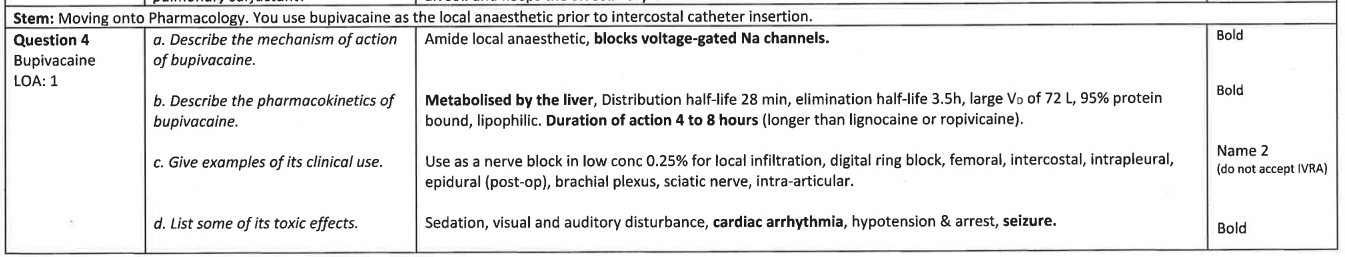 Stem: Moving onto Pharmacology. You use bupivacaine as the local anaesthetic prior to intercostal catheter insertion.
Question 4
Bupivacaine
LOA: 1
a. Describe the mechanism of action
of bupivacaine.
Amide local anaesthetic, blocks voltage-gated Na channels.
Bold
b. Describe the pharmacokinetics of
bupivacaine.
Metabolised by the liver, Distribution half-life 28 min, elimination half-life 3.5h, large VD of 72 L, 95% protein
bound, lipophilic. Duration of action 4 to 8 hours (longer than lignocaine or ropivicaine).
Bold
c. Give examples of its clinical use.
Use as a nerve block in low conc 0.25% for local infiltration, digital ring block, femoral, intercostal, intrapleural,
epidural (post-op), brachial plexus, sciatic nerve, intra-articular.
Name 2
(do not accept IVRA)
d. List some of its toxic effects.
Sedation, visual and auditory disturbance, cardiac arrhythmia, hypotension & arrest, seizure.
Bold